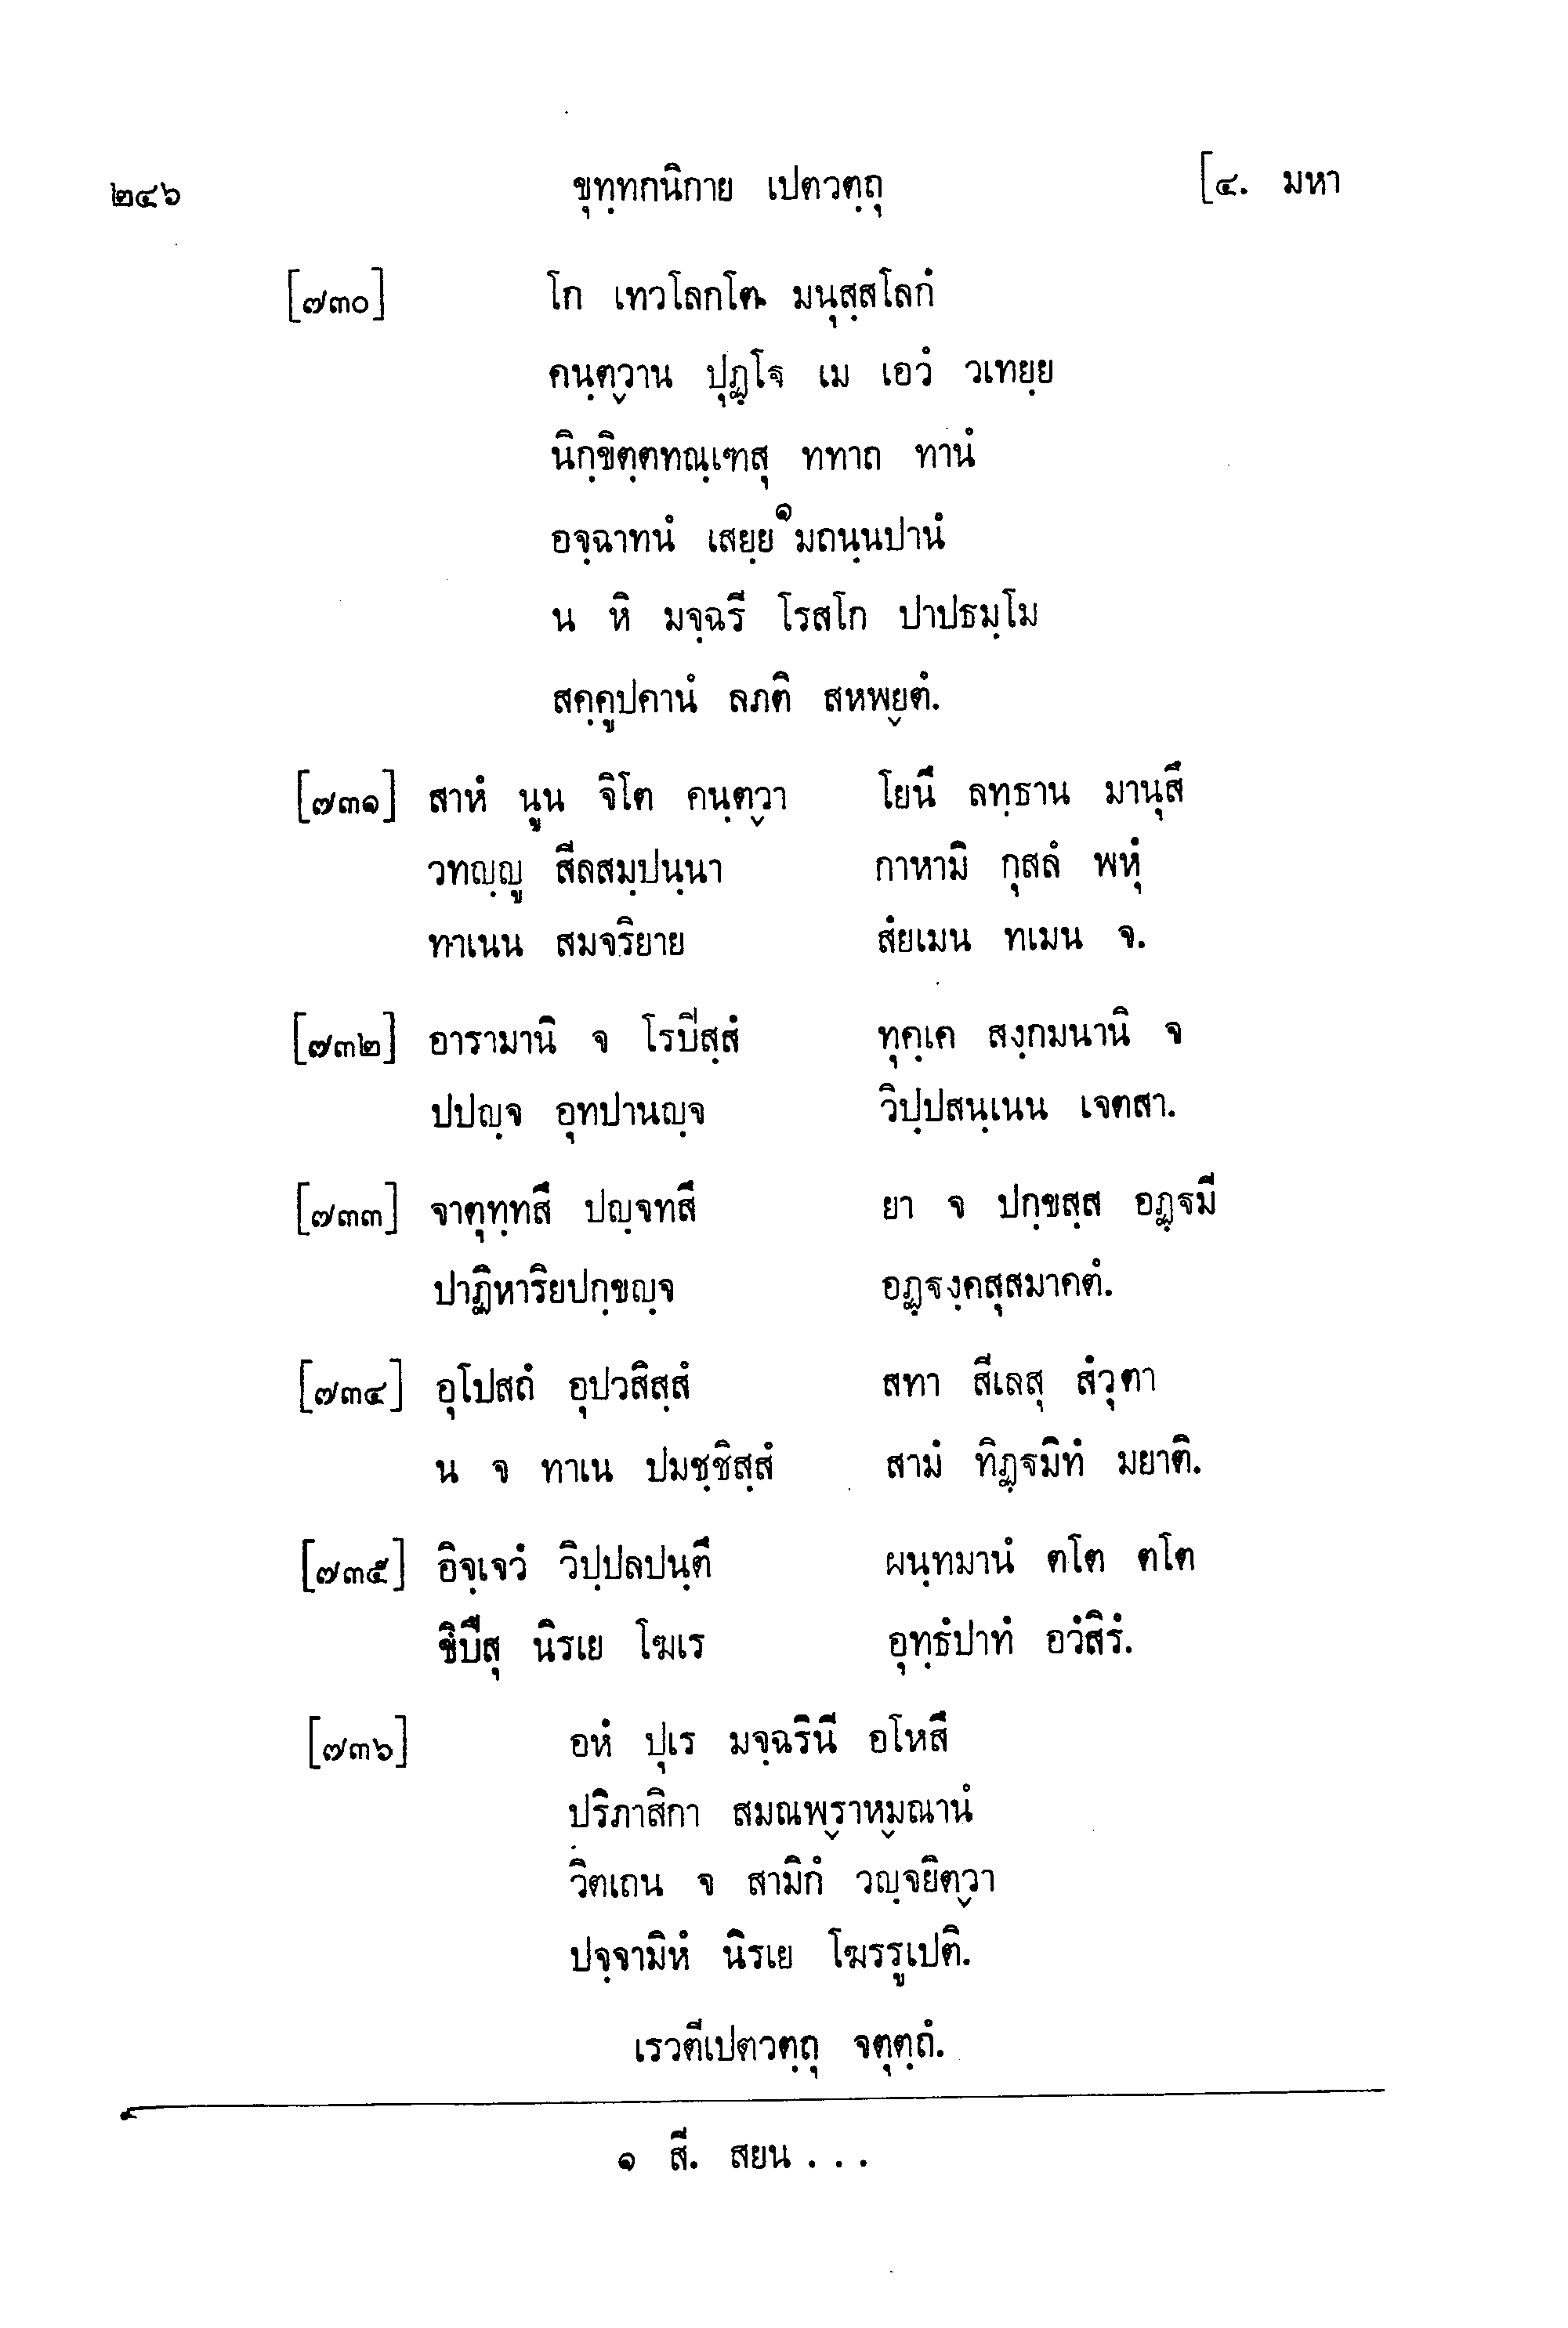 ๒๔๖ ขุทฺทกนิกาย เปตวตฺถุ [๔. มหา
[๗๓๐] โก เทวโลกโต มนุสฺสโลกํ
คนฺตฺวาน ปุฏฺโฐ เม เอวํ วเทยฺย
นิกฺขิตฺตทณฺเฑสุ ททาถ ทานํ
อจฺฉาทนํ เสยฺย๑มถนฺนปานํ
น หิ มจฺฉรี โรสโก ปาปธมฺโม
สคฺคูปคานํ ลภติ สหพฺยตํ.
[๗๓๑] สาหํ นูน จิโต คนฺตฺวา โยนึ ลทฺธาน มานุสึ
วทญฺญู สีลสมฺปนฺนา กาหามิ กุสลํ พหุํ
ทาเนน สมจริยาย สํยเมน ทเมน จ.
[๗๓๒] อารามานิ จ โรปิสฺสํ ทุคฺเค สงฺกมนานิ จ
ปปญฺจ อุทปานญฺจ วิปฺปสนฺเนน เจตสา.
[๗๓๓] จาตุทฺทสึ ปญฺจทสึ ยา จ ปกฺขสฺส อฏฺฐมี
ปาฏิหาริยปกฺขญฺจ อฏฺฐงฺคสุสมาคตํ.
[๗๓๔] อุโปสถํ อุปวสิสฺสํ สทา สีเลสุ สํวุตา
น จ ทาเน ปมชฺชิสฺสํ สามํ ทิฏฺฐมิทํ มยาติ.
[๗๓๕] อิจฺเจวํ วิปฺปลปนฺตึ ผนฺทมานํ ตโต ตโต
ขิปึสุ นิรเย โฆเร อุทฺธํปาทํ อวํสิรํ.
[๗๓๖] อหํ ปุเร มจฺฉรินี อโหสึ
ปริภาสิกา สมณพฺราหฺมณานํ
วิตเถน จ สามิกํ วญฺจยิตฺวา
ปจฺจามิหํ นิรเย โฆรรูเปติ.
เรวตีเปตวตฺถุ จตุตฺถํ.
๑ สี. สยน . . .